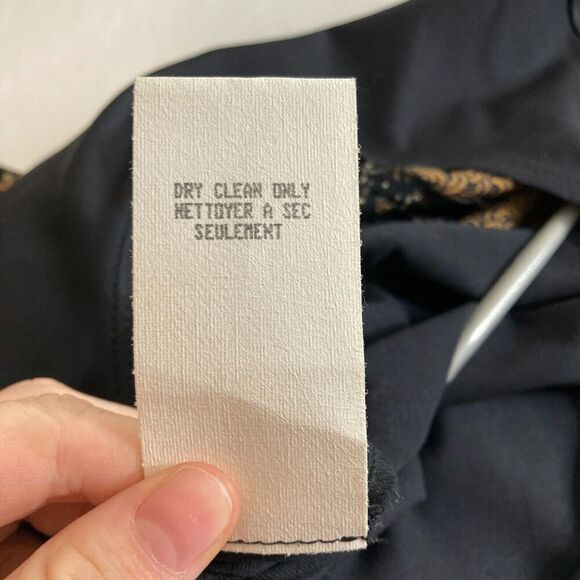 DRY CLEAN ONLY
NETTOYER A SEC
SEULEMENT